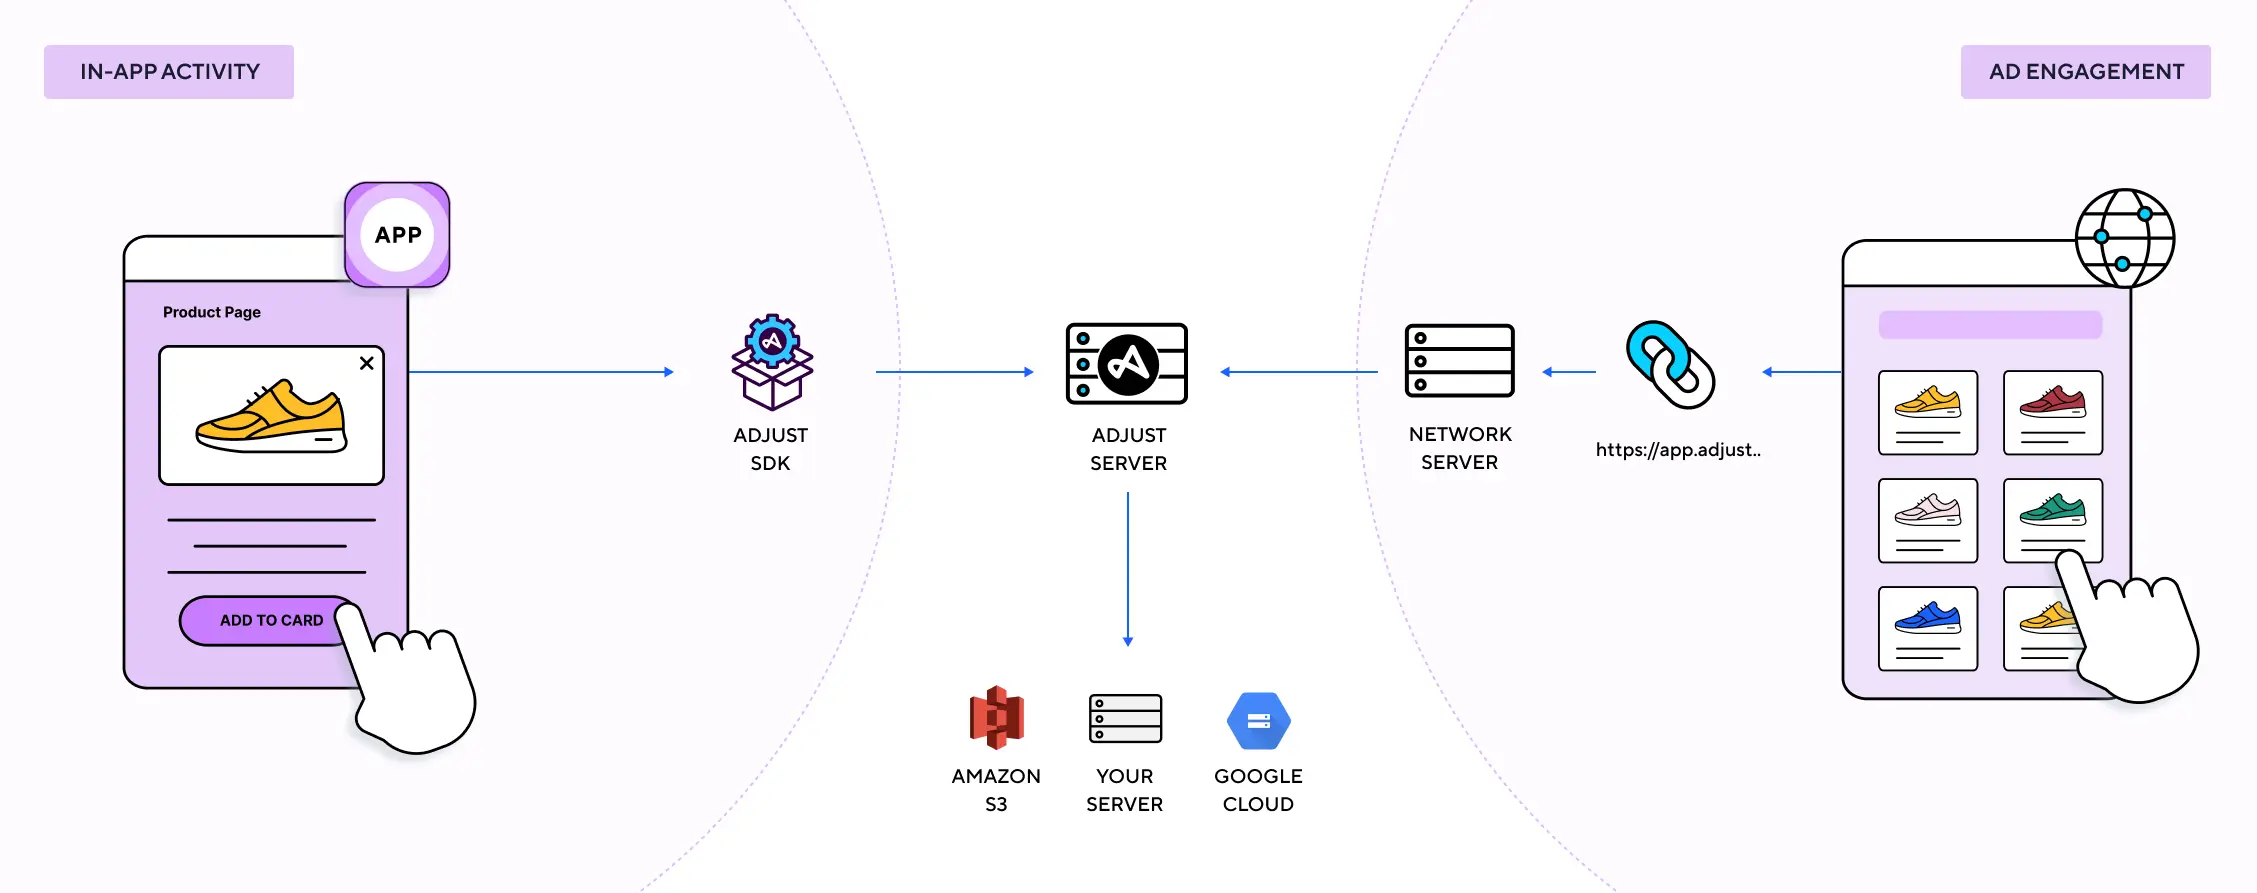 IN-APP ACTIVITY
AD ENGAGEMENT
APP
Product Page
ADD TO CARD
ADJUST
SDK
ADJUST
SERVER
NETWORK
SERVER
https://app.adjust..
AMAZON
S3
YOUR
SERVER
GOOGLE
CLOUD